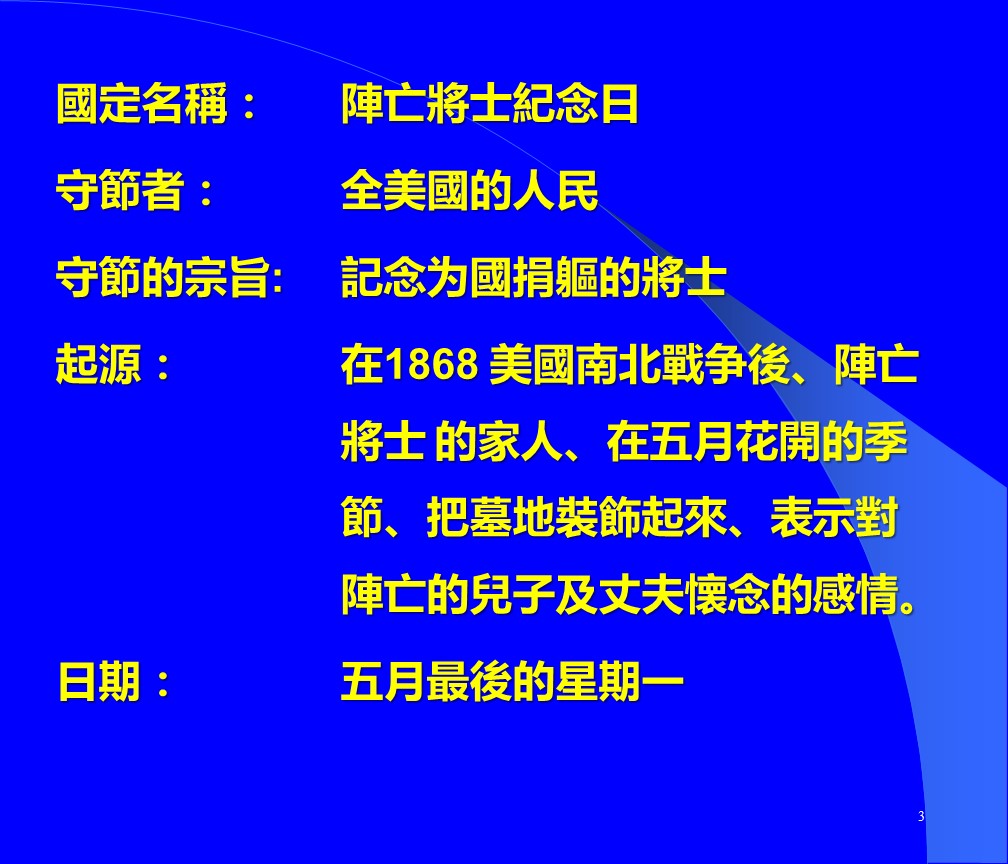 國定名稱： 陣亡將士紀念日
守節者： 全美國的人民
守節的宗旨: 記念为國捐軀的將士
起源： 在1868 美國南北戰争後、陣亡
將士 的家人、在五月花開的季
節、把墓地裝飾起來、表示對
陣亡的兒子及丈夫懷念的感情。
日期： 五月最後的星期一
3